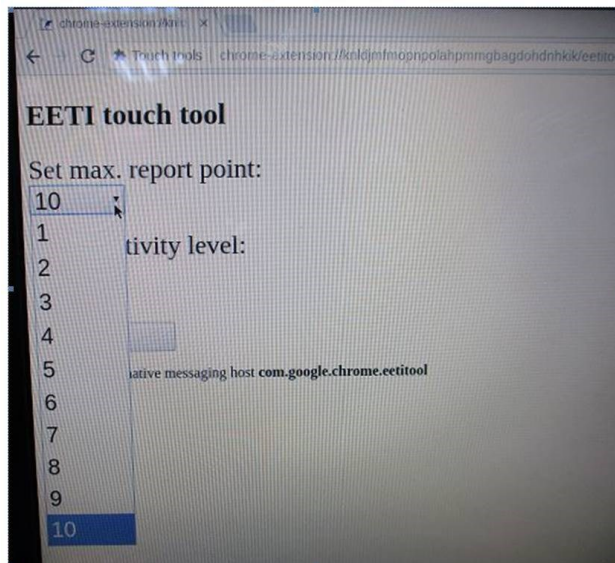 chrome-extension://knl
Touch tools chrome-extension://knldjmfmopnpolahpmmgbagdohdnhkik/eetito
EETI touch tool
Set max. report point:
10
1
tivity level:
2
3
4
5
ative messaging host com.google.chrome.eetitool
6
7
8
9
10